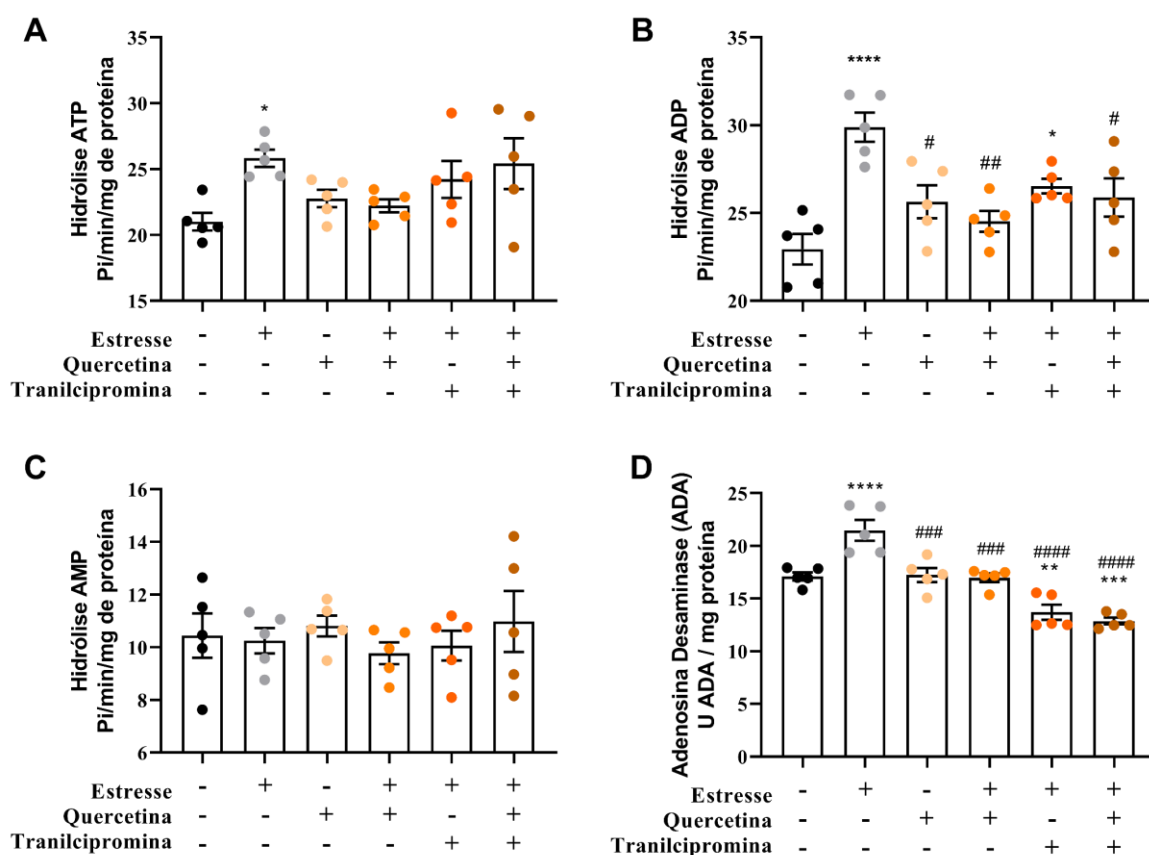 A
Hidrólise ATP
Pi/min/mg de proteína
35
30
25
20
15
*
Estresse - + - + + +
Quercetina - - + + - +
Tranilcipromina - - - - + +
B
Hidrólise ADP
Pi/min/mg de proteína
35
30
25
20
****
#
##
*
#
Estresse - + - + + +
Quercetina - - + + - +
Tranilcipromina - - - - + +
C
Hidrólise AMP
Pi/min/mg de proteína
16
14
12
10
8
6
Estresse - + - + + +
Quercetina - - + + - +
Tranilcipromina - - - - + +
D
Adenosina Desaminase (ADA)
U ADA / mg proteína
25
20
15
10
5
0
****
###
###
####
**
####
***
Estresse - + - + + +
Quercetina - - + + - +
Tranilcipromina - - - - + +